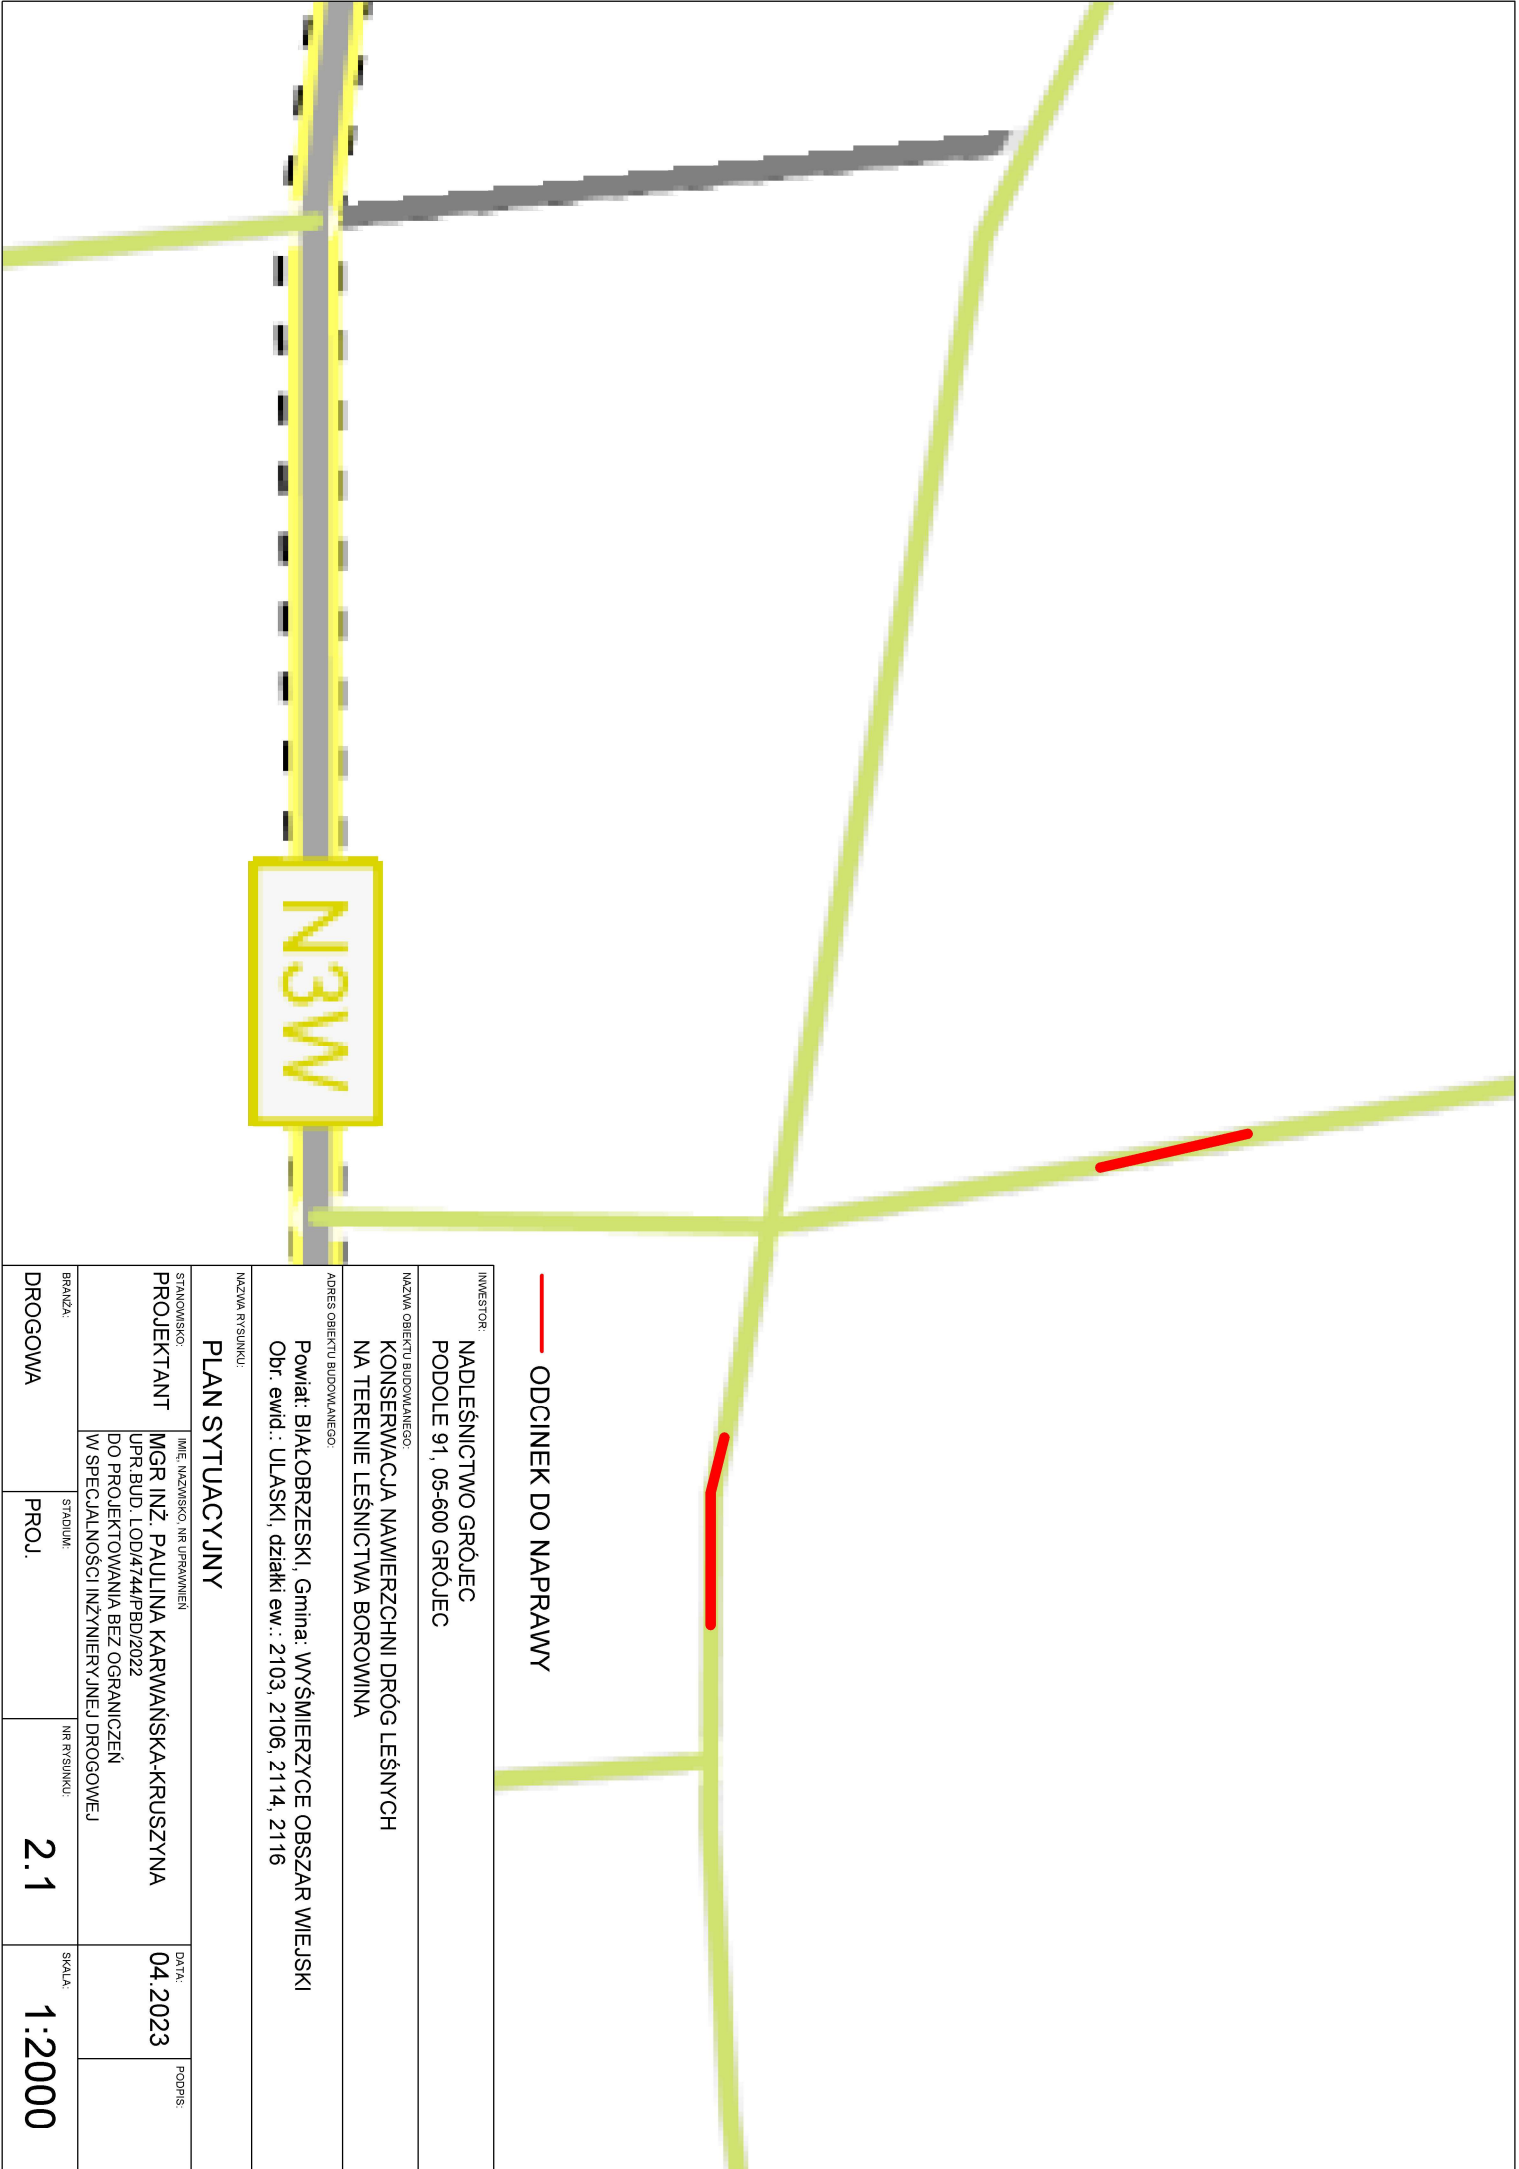 N3W
ODCINEK DO NAPRAWY
INWESTOR:
NADLEŚNICTWO GRÓJEC
PODOLE 91, 05-600 GRÓJEC
NAZWA OBIEKTU BUDOWLANEGO:
KONSERWACJA NAWIERZCHNI DRÓG LEŚNYCH
NA TERENIE LEŚNICTWA BOROWINA
ADRES OBIEKTU BUDOWLANEGO:
Powiat: BIAŁOBRZESKI, Gmina: WYŚMIERZYCE OBSZAR WIEJSKI
Obr. ewid.: ULASKI, działki ew.: 2103, 2106, 2114, 2116
NAZWA RYSUNKU:
PLAN SYTUACYJNY
STANOWISKO:
PROJEKTANT
IMIĘ, NAZWISKO, NR UPRAWNIEŃ
MGR INŻ. PAULINA KARWAŃSKA-KRUSZYNA
UPR.BUD. LOD/4744/PBD/2022
DO PROJEKTOWANIA BEZ OGRANICZEŃ
W SPECJALNOŚCI INŻYNIERYJNEJ DROGOWEJ
DATA:
04.2023
PODPIS:
BRANŻA:
DROGOWA
STADIUM:
PROJ.
NR RYSUNKU:
2.1
SKALA:
1:2000